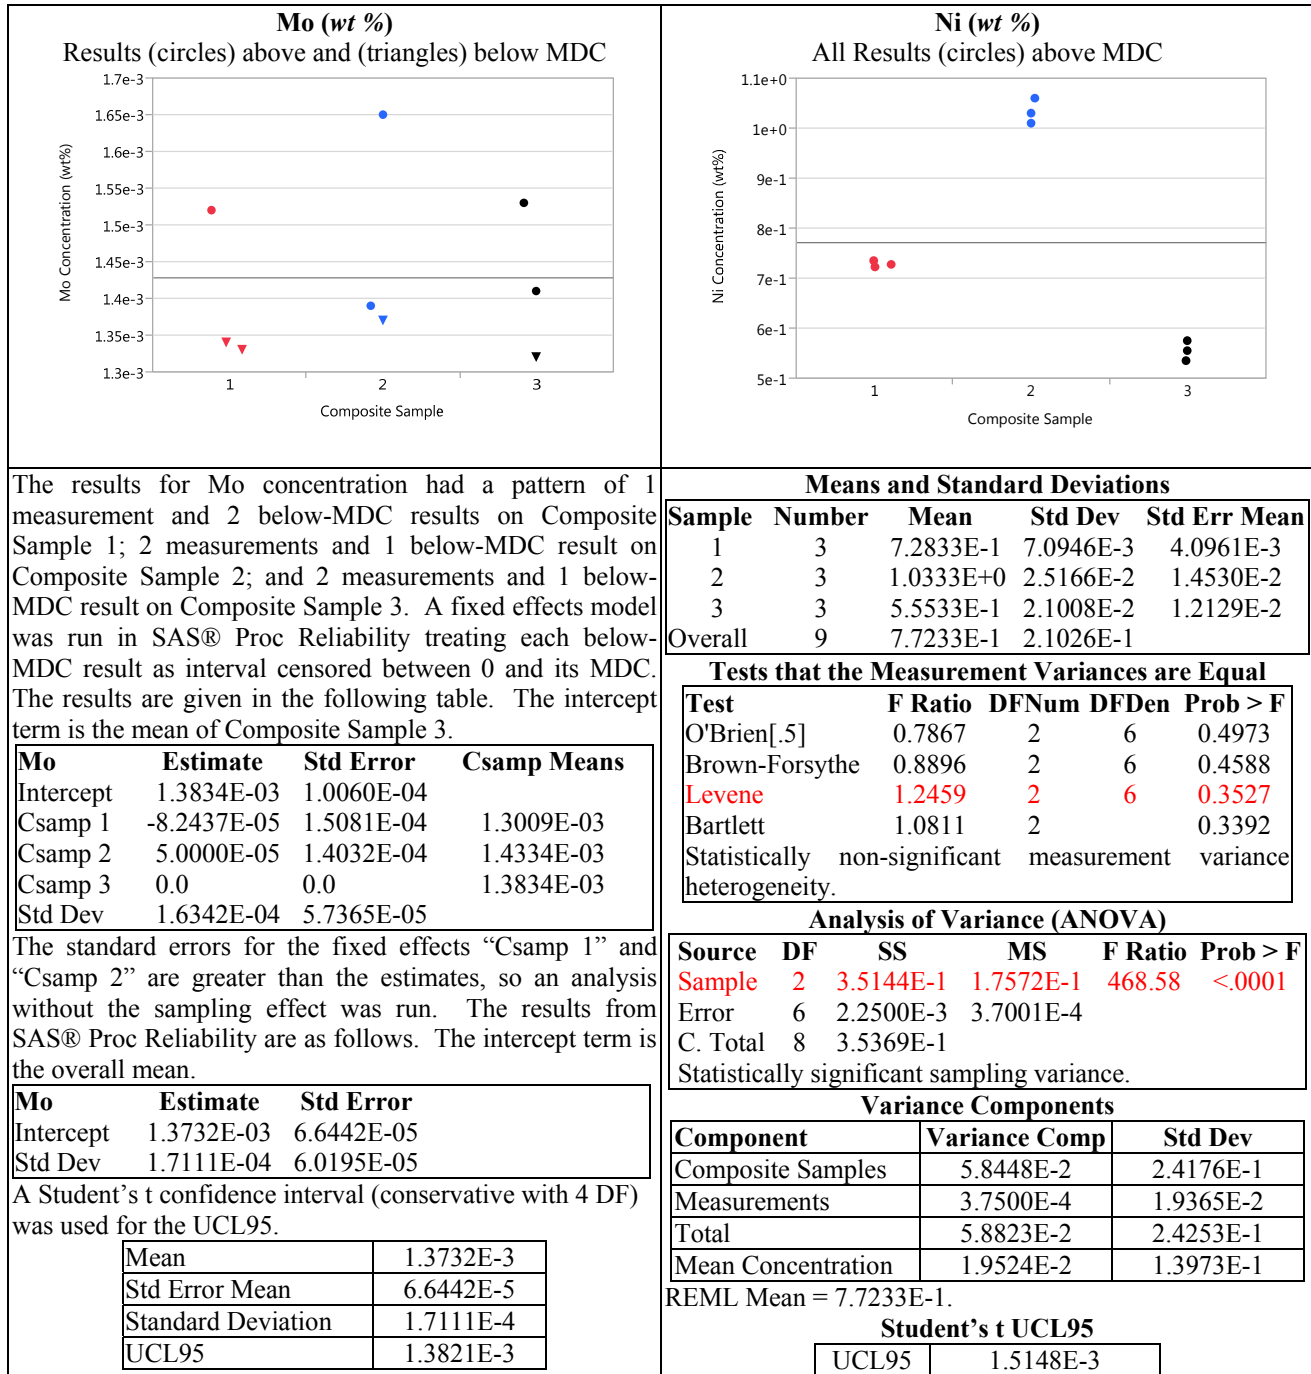 Mo (wt %)
Results (circles) above and (triangles) below MDC
1.7e-3
1.65e-3
1.6e-3
1.55e-3
1.5e-3
1.45e-3
1.4e-3
1.35e-3
1.3e-3
Mo Concentration (wt%)
1 2 3
Composite Sample
Ni (wt %)
All Results (circles) above MDC
1.1e+0
1e+0
9e-1
8e-1
7e-1
6e-1
5e-1
Ni Concentration (wt%)
1 2 3
Composite Sample
The results for Mo concentration had a pattern of 1
measurement and 2 below-MDC results on Composite
Sample 1; 2 measurements and 1 below-MDC result on
Composite Sample 2; and 2 measurements and 1 below-
MDC result on Composite Sample 3. A fixed effects model
was run in SAS® Proc Reliability treating each below-
MDC result as interval censored between 0 and its MDC.
The results are given in the following table. The intercept
term is the mean of Composite Sample 3.
Mo Estimate Std Error Csamp Means
Intercept 1.3834E-03 1.0060E-04
Csamp 1 -8.2437E-05 1.5081E-04 1.3009E-03
Csamp 2 5.0000E-05 1.4032E-04 1.4334E-03
Csamp 3 0.0 0.0 1.3834E-03
Std Dev 1.6342E-04 5.7365E-05
The standard errors for the fixed effects “Csamp 1” and
“Csamp 2” are greater than the estimates, so an analysis
without the sampling effect was run. The results from
SAS® Proc Reliability are as follows. The intercept term is
the overall mean.
Mo Estimate Std Error
Intercept 1.3732E-03 6.6442E-05
Std Dev 1.7111E-04 6.0195E-05
A Student’s t confidence interval (conservative with 4 DF)
was used for the UCL95.
Mean 1.3732E-3
Std Error Mean 6.6442E-5
Standard Deviation 1.7111E-4
UCL95 1.3821E-3
Means and Standard Deviations
Sample Number Mean Std Dev Std Err Mean
1 3 7.2833E-1 7.0946E-3 4.0961E-3
2 3 1.0333E+0 2.5166E-2 1.4530E-2
3 3 5.5533E-1 2.1008E-2 1.2129E-2
Overall 9 7.7233E-1 2.1026E-1
Tests that the Measurement Variances are Equal
Test F Ratio DFNum DFDen Prob > F
O'Brien[.5] 0.7867 2 6 0.4973
Brown-Forsythe 0.8896 2 6 0.4588
Levene 1.2459 2 6 0.3527
Bartlett 1.0811 2 0.3392
Statistically non-significant measurement variance
heterogeneity.
Analysis of Variance (ANOVA)
Source DF SS MS F Ratio Prob > F
Sample 2 3.5144E-1 1.7572E-1 468.58 <.0001
Error 6 2.2500E-3 3.7001E-4
C. Total 8 3.5369E-1
Statistically significant sampling variance.
Variance Components
Component Variance Comp Std Dev
Composite Samples 5.8448E-2 2.4176E-1
Measurements 3.7500E-4 1.9365E-2
Total 5.8823E-2 2.4253E-1
Mean Concentration 1.9524E-2 1.3973E-1
REML Mean = 7.7233E-1.
Student’s t UCL95
UCL95 1.5148E-3